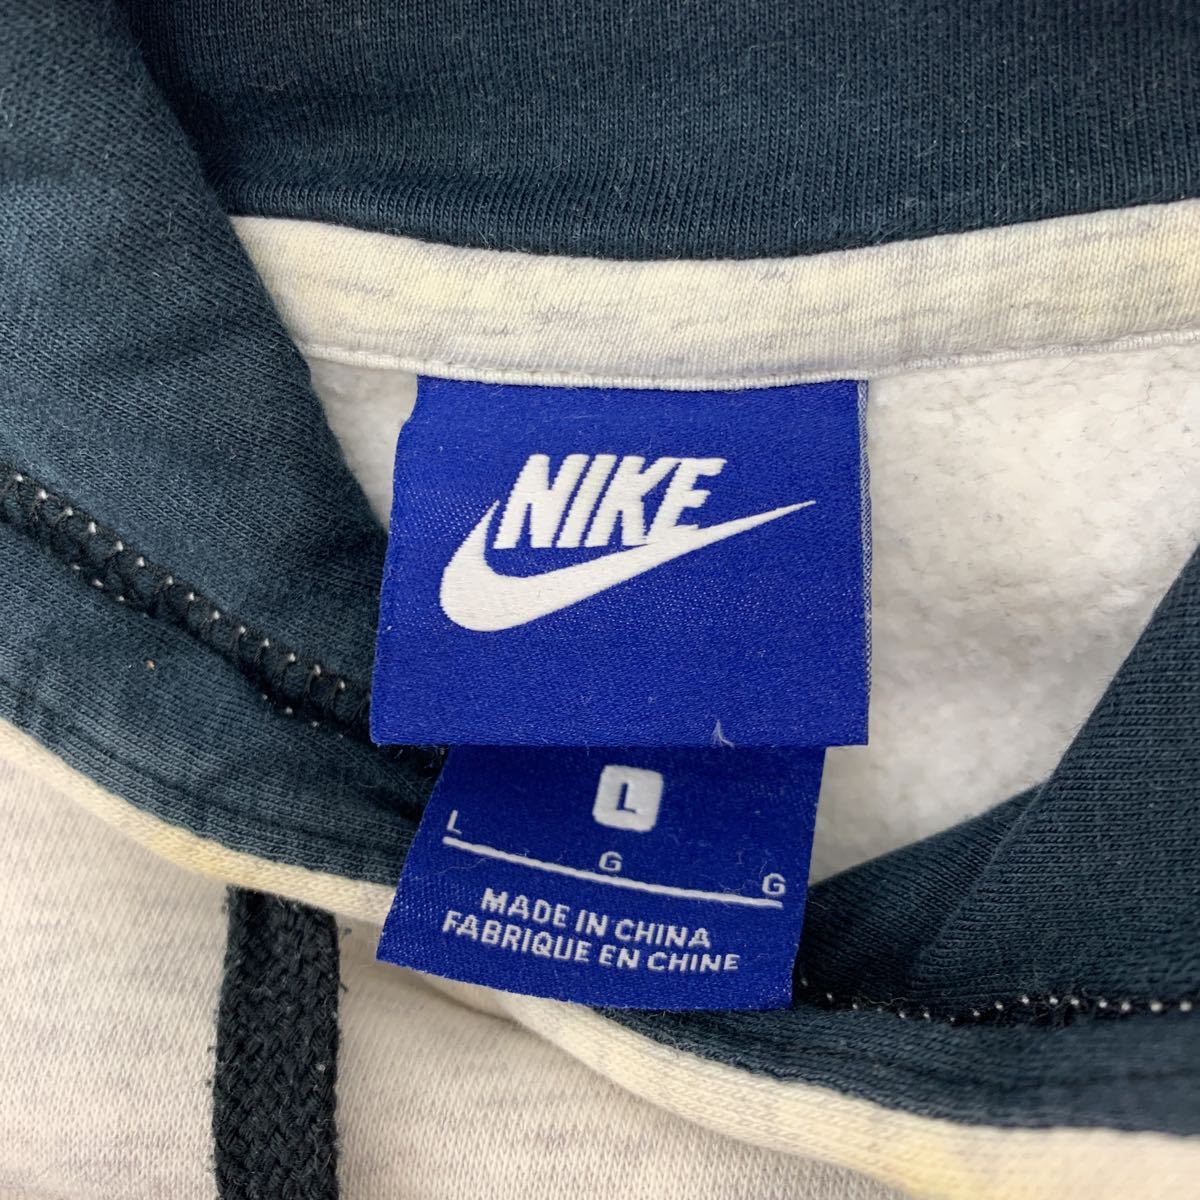 NIKE
L
L G G
MADE IN CHINA
FABRIQUE EN CHINE